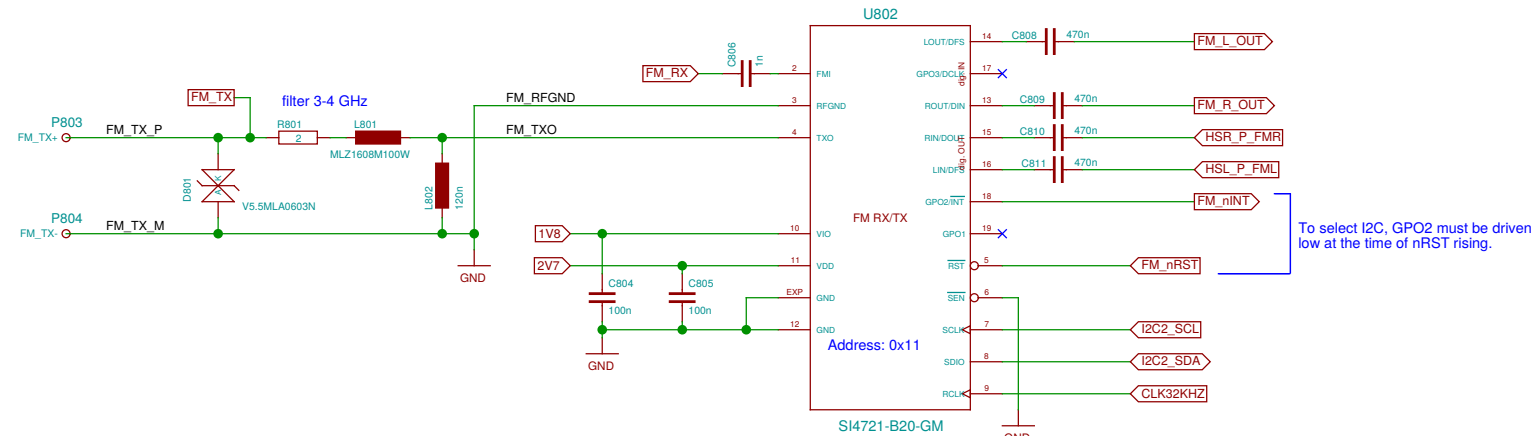 U802
FM_RX
C806
1n
2
FMI
FM_RFGND
3
RFGND
FM_TXO
4
TXO
FM_TX
filter 3-4 GHz
P803
FM_TX+
FM_TX_P
R801
2
L801
MLZ1608M100W
D801
A
K
V5.5MLA0603N
L802
120n
P804
FM_TX-
FM_TX_M
GND
1V8
10
VIO
2V7
11
VDD
C804
100n
C805
100n
EXP
GND
12
GND
GND
FM RX/TX
Address: 0x11
SI4721-B20-GM
LOUT/DFS
14
C808
470n
FM_L_OUT
GPO3/DCLK
17
dig. IN
ROUT/DIN
13
C809
470n
FM_R_OUT
RIN/DOUT
15
C810
470n
HSR_P_FMR
dig. OUT
LIN/DFS
16
C811
470n
HSL_P_FML
GPO2/INT
18
FM_nINT
GPO1
19
RST
5
FM_nRST
To select I2C, GPO2 must be driven
low at the time of nRST rising.
SEN
6
SCLK
7
I2C2_SCL
SDIO
8
I2C2_SDA
RCLK
9
CLK32KHZ
GND